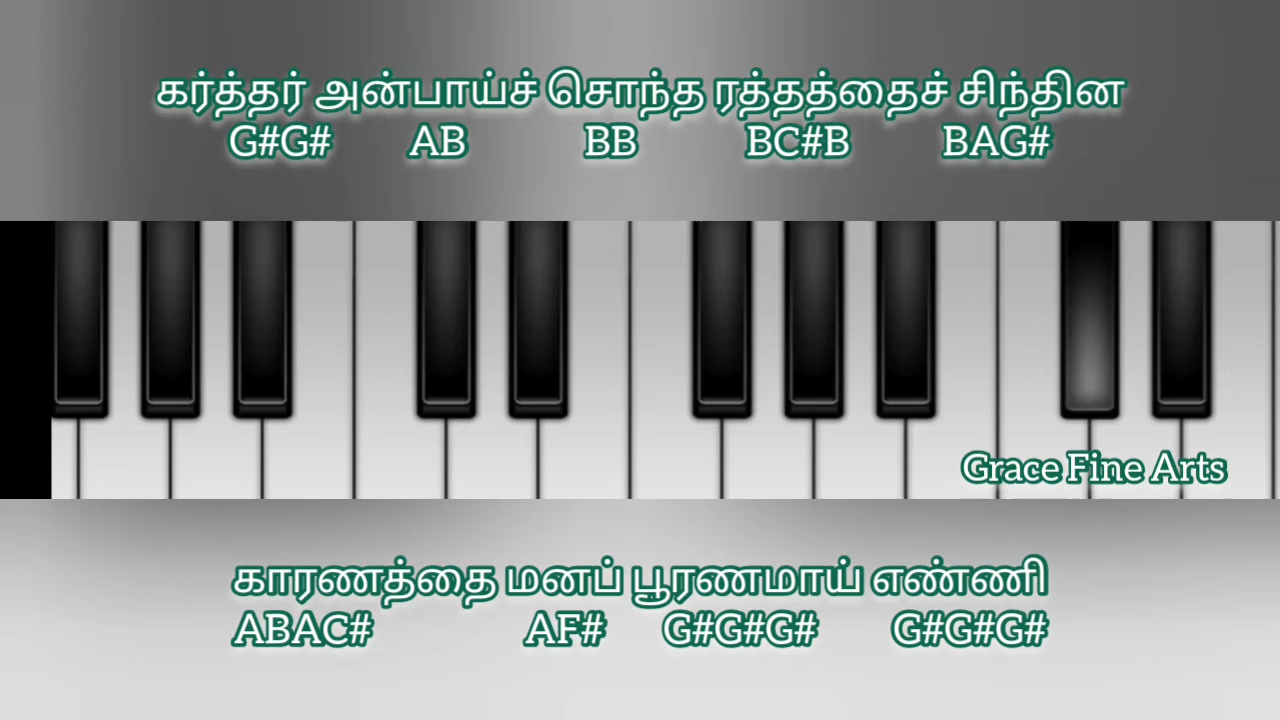 கர்த்தர் அன்பாய்ச் சொந்த ரத்தத்தைச் சிந்தின
G#G# AB BB BC#B BAG#
Grace Fine Arts
காரணத்தை மனப் பூரணமாய் எண்ணி
ABAC# AF# G#G#G# G#G#G#